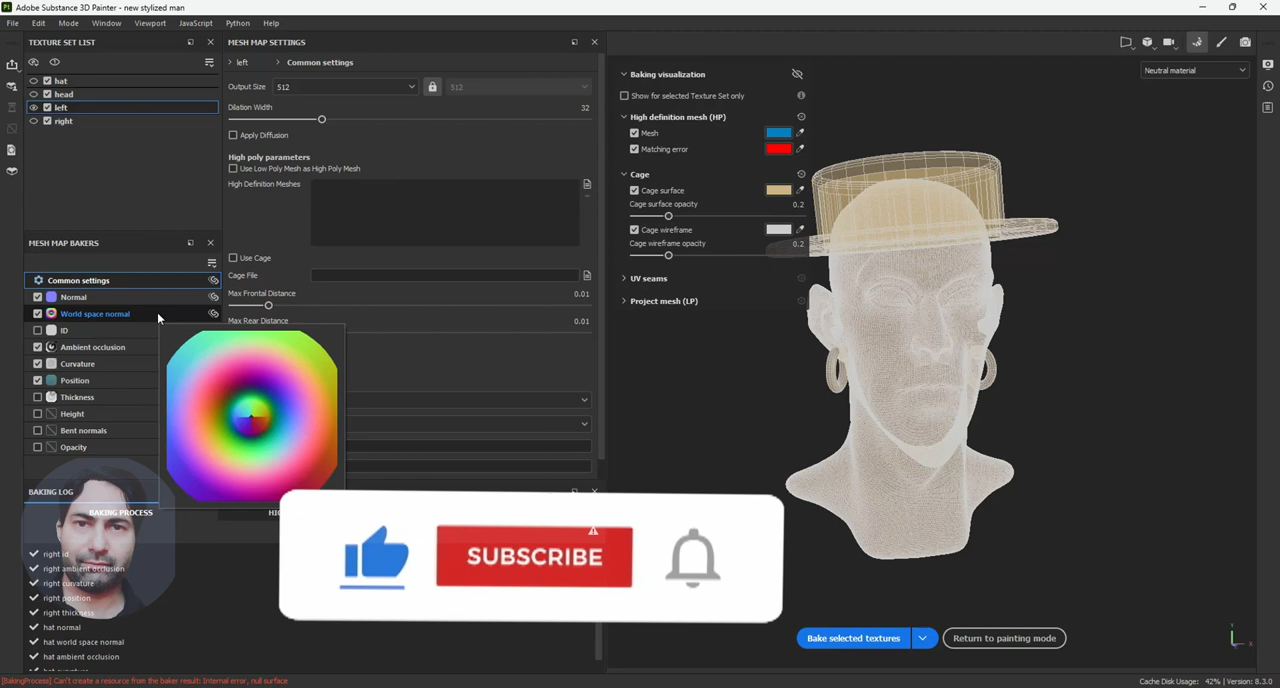 Pt Adobe Substance 3D Painter - new stylized man
File Edit Mode Window Viewport JavaScript Python Help
TEXTURE SET LIST
hat
head
left
right
MESH MAP BAKERS
Common settings
Normal
World space normal
ID
Ambient occlusion
Curvature
Position
Thickness
Height
Bent normals
Opacity
BAKING LOG
BAKING PROCESS
right id
right ambient occlusion
right curvature
right position
right thickness
hat normal
hat world space normal
hat ambient occlusion
MESH MAP SETTINGS
left > Common settings
Output Size 512 512
Dilation Width 32
Apply Diffusion
High poly parameters
Use Low Poly Mesh as High Poly Mesh
High Definition Meshes
Use Cage
Cage File
Max Frontal Distance 0.01
Max Rear Distance 0.01
SUBSCRIBE
Baking visualization
Show for selected Texture Set only
High definition mesh (HP)
Mesh
Matching error
Cage
Cage surface
Cage surface opacity 0.2
Cage wireframe
Cage wireframe opacity 0.2
UV seams
Project mesh (LP)
Neutral material
Bake selected textures
Return to painting mode
[BakingProcess] Can't create a resource from the baker result: Internal error, null surface
Cache Disk Usage: 42% | Version: 8.3.0